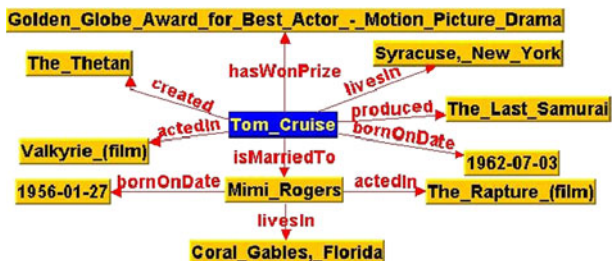 Golden_Globe_Award_for_Best_Actor_-_Motion_Picture_Drama
The_Thetan
hasWonPrize
Syracuse,_New_York
created
livesIn
produced
The_Last_Samurai
actedIn
Tom_Cruise
bornOnDate
Valkyrie_(film)
isMarriedTo
1962-07-03
1956-01-27
bornOnDate
Mimi_Rogers
actedIn
The_Rapture_(film)
livesIn
Coral_Gables,_Florida